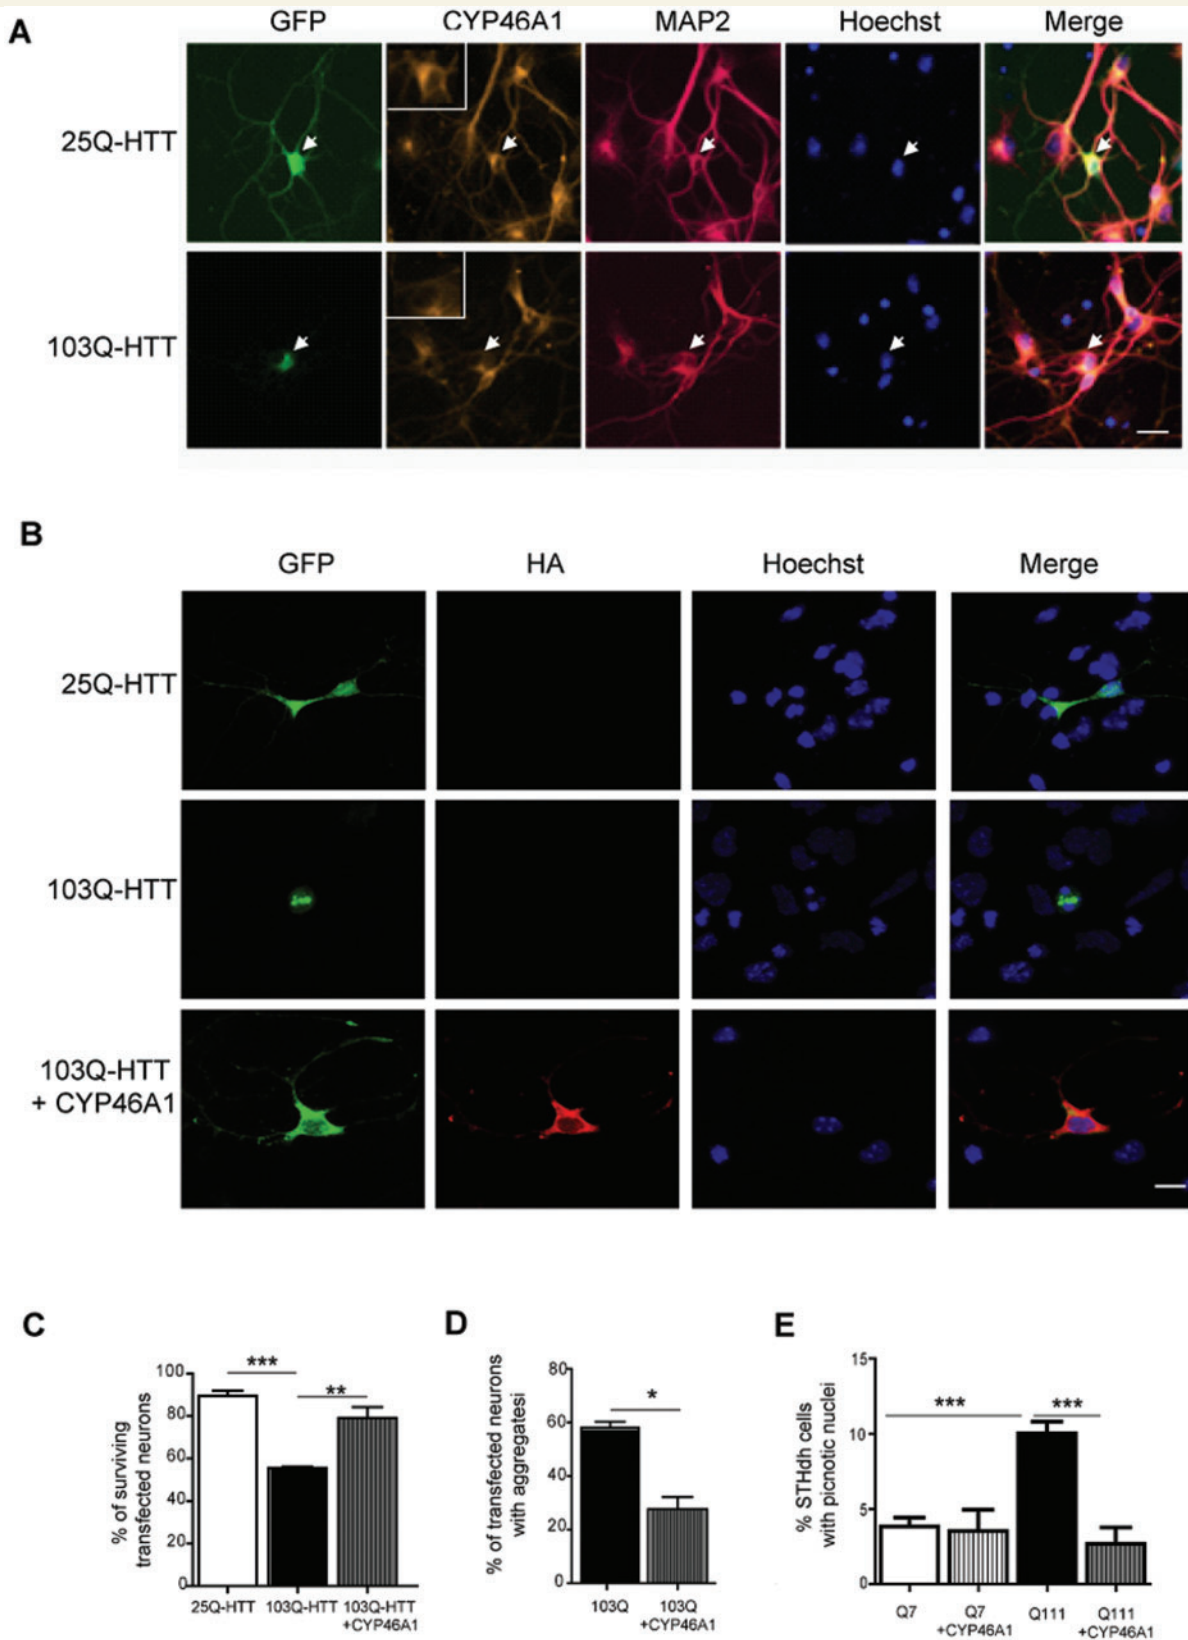 A
GFP
CYP46A1
MAP2
Hoechst
Merge
25Q-HTT
103Q-HTT
B
GFP
HA
Hoechst
Merge
25Q-HTT
103Q-HTT
103Q-HTT
+ CYP46A1
C
% of surviving
transfected neurons
100
80
60
40
20
0
***
**
25Q-HTT
103Q-HTT
103Q-HTT
+CYP46A1
D
% of transfected neurons
with aggregatesi
80
60
40
20
0
*
103Q
103Q
+CYP46A1
E
% STHdh cells
with picnotic nuclei
15
10
5
0
***
***
Q7
Q7
+CYP46A1
Q111
Q111
+CYP46A1